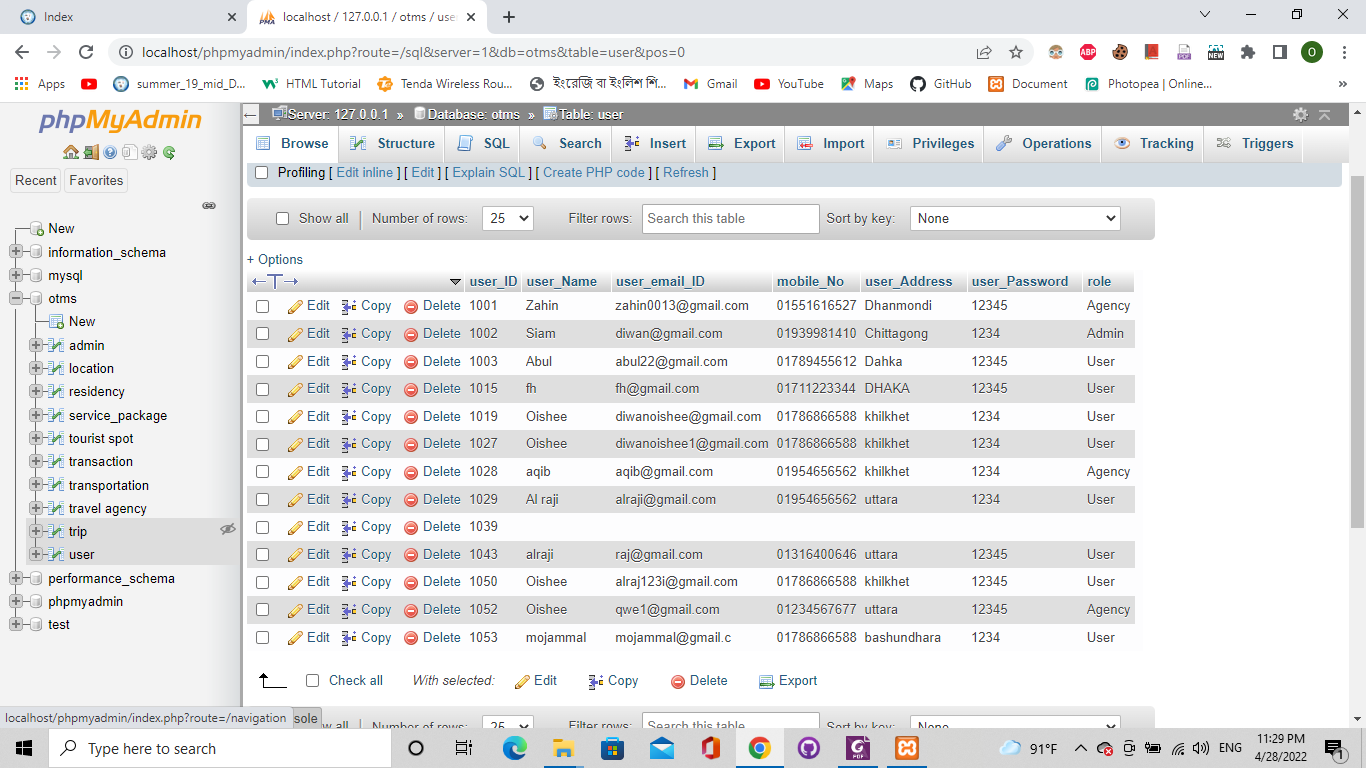 Index
localhost / 127.0.0.1 / otms / use
localhost/phpmyadmin/index.php?route=/sql&server=1&db=otms&table=user&pos=0
ABP
NEW
O
Apps
summer_19_mid_D...
HTML Tutorial
Tenda Wireless Rou...
ইংরেজি বা ইংলিশ শি...
Gmail
YouTube
Maps
GitHub
Document
Photopea | Online...
»
phpMyAdmin
Recent Favorites
New
information_schema
mysql
otms
New
admin
location
residency
service_package
tourist spot
transaction
transportation
travel agency
trip
user
performance_schema
phpmyadmin
test
Server: 127.0.0.1 » Database: otms » Table: user
Browse Structure SQL Search Insert Export Import Privileges Operations Tracking Triggers
Profiling [ Edit inline ] [ Edit ] [ Explain SQL ] [ Create PHP code ] [ Refresh ]
Show all | Number of rows: 25 Filter rows: Search this table Sort by key: None
+ Options
user_ID user_Name user_email_ID mobile_No user_Address user_Password role
Edit Copy Delete 1001 Zahin zahin0013@gmail.com 01551616527 Dhanmondi 12345 Agency
Edit Copy Delete 1002 Siam diwan@gmail.com 01939981410 Chittagong 1234 Admin
Edit Copy Delete 1003 Abul abul22@gmail.com 01789455612 Dahka 12345 User
Edit Copy Delete 1015 fh fh@gmail.com 01711223344 DHAKA 12345 User
Edit Copy Delete 1019 Oishee diwanoishee@gmail.com 01786866588 khilkhet 1234 User
Edit Copy Delete 1027 Oishee diwanoishee1@gmail.com 01786866588 khilkhet 1234 User
Edit Copy Delete 1028 aqib aqib@gmail.com 01954656562 khilkhet 1234 Agency
Edit Copy Delete 1029 Al raji alraji@gmail.com 01954656562 uttara 1234 User
Edit Copy Delete 1039
Edit Copy Delete 1043 alraji raj@gmail.com 01316400646 uttara 12345 User
Edit Copy Delete 1050 Oishee alraj123i@gmail.com 01786866588 khilkhet 12345 User
Edit Copy Delete 1052 Oishee qwe1@gmail.com 01234567677 uttara 12345 Agency
Edit Copy Delete 1053 mojammal mojammal@gmail.c 01786866588 bashundhara 1234 User
Check all With selected: Edit Copy Delete Export
ow all | Number of rows: 25 Filter rows: Search this table Sort by key: None
localhost/phpmyadmin/index.php?route=/navigation
sole
Type here to search
PDF
91°F
ENG
11:29 PM
4/28/2022
1